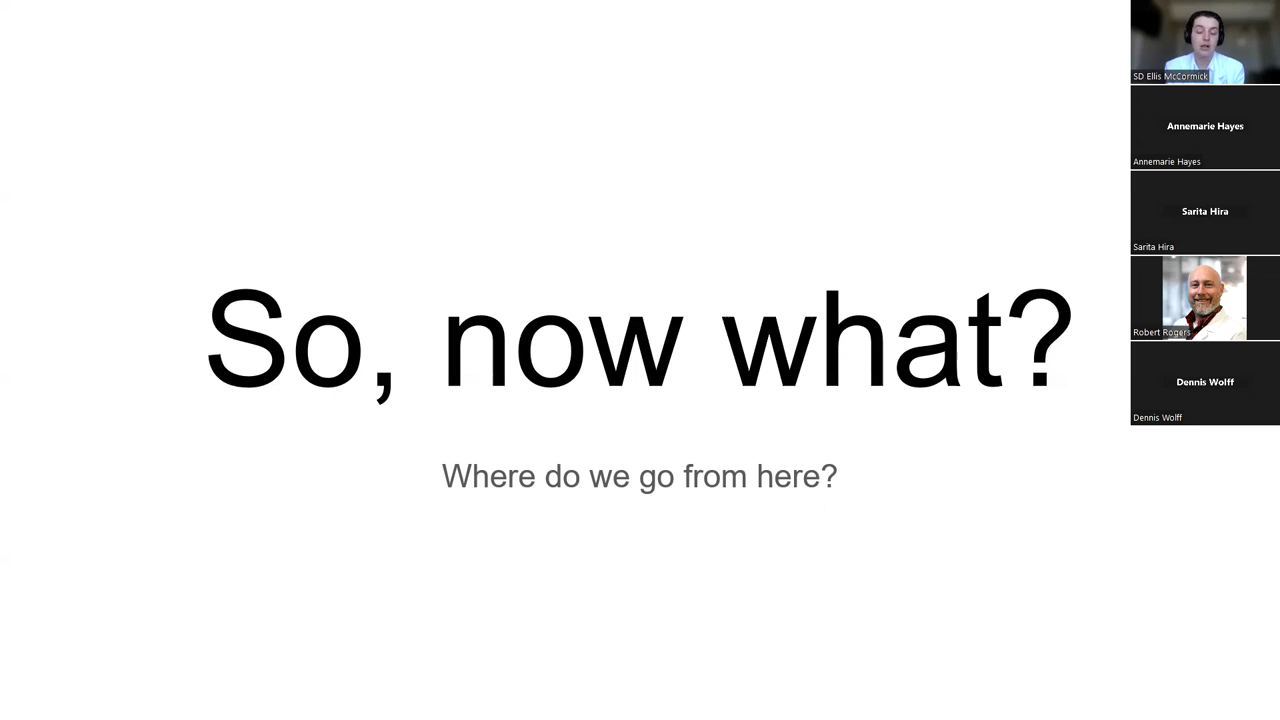 So, now what?
Where do we go from here?
SD Ellis McCormick
Annemarie Hayes
Annemarie Hayes
Sarita Hira
Sarita Hira
Robert Rogers
Dennis Wolff
Dennis Wolff